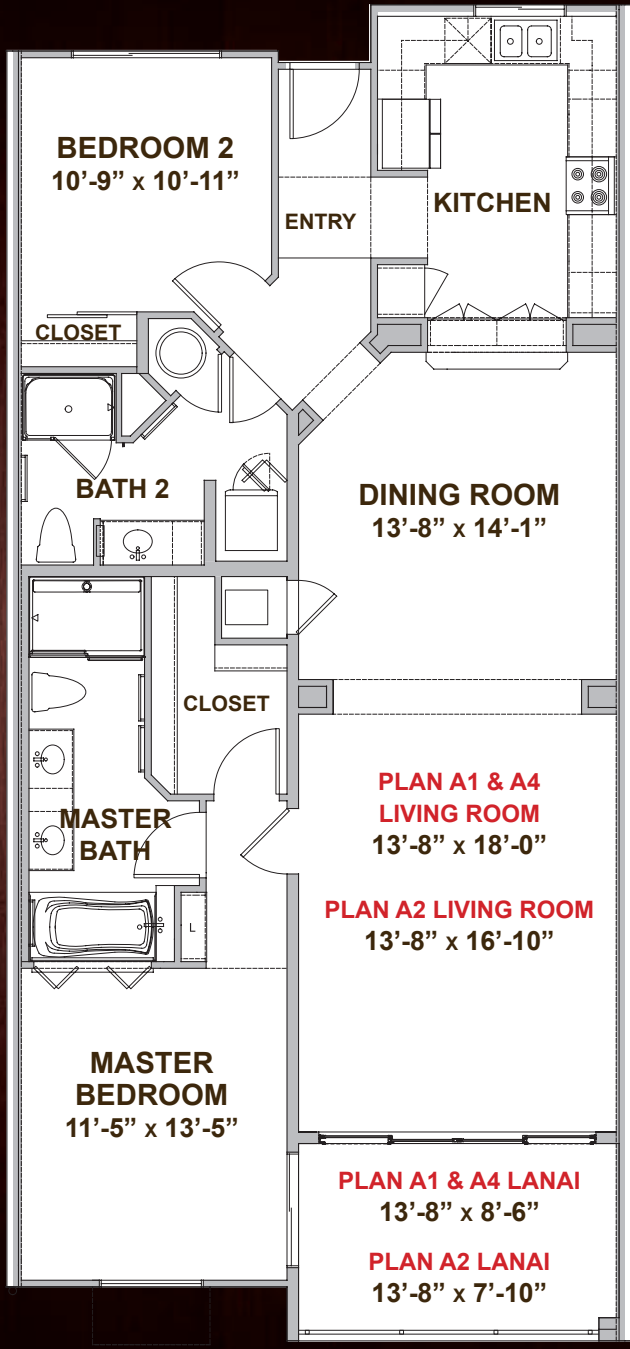 BEDROOM 2
10’-9” x 10’-11”
ENTRY
KITCHEN
CLOSET
BATH 2
DINING ROOM
13’-8” x 14’-1”
CLOSET
PLAN A1 & A4
LIVING ROOM
13’-8” x 18’-0”
MASTER
BATH
PLAN A2 LIVING ROOM
13’-8” x 16’-10”
L
MASTER
BEDROOM
11’-5” x 13’-5”
PLAN A1 & A4 LANAI
13’-8” x 8’-6”
PLAN A2 LANAI
13’-8” x 7’-10”